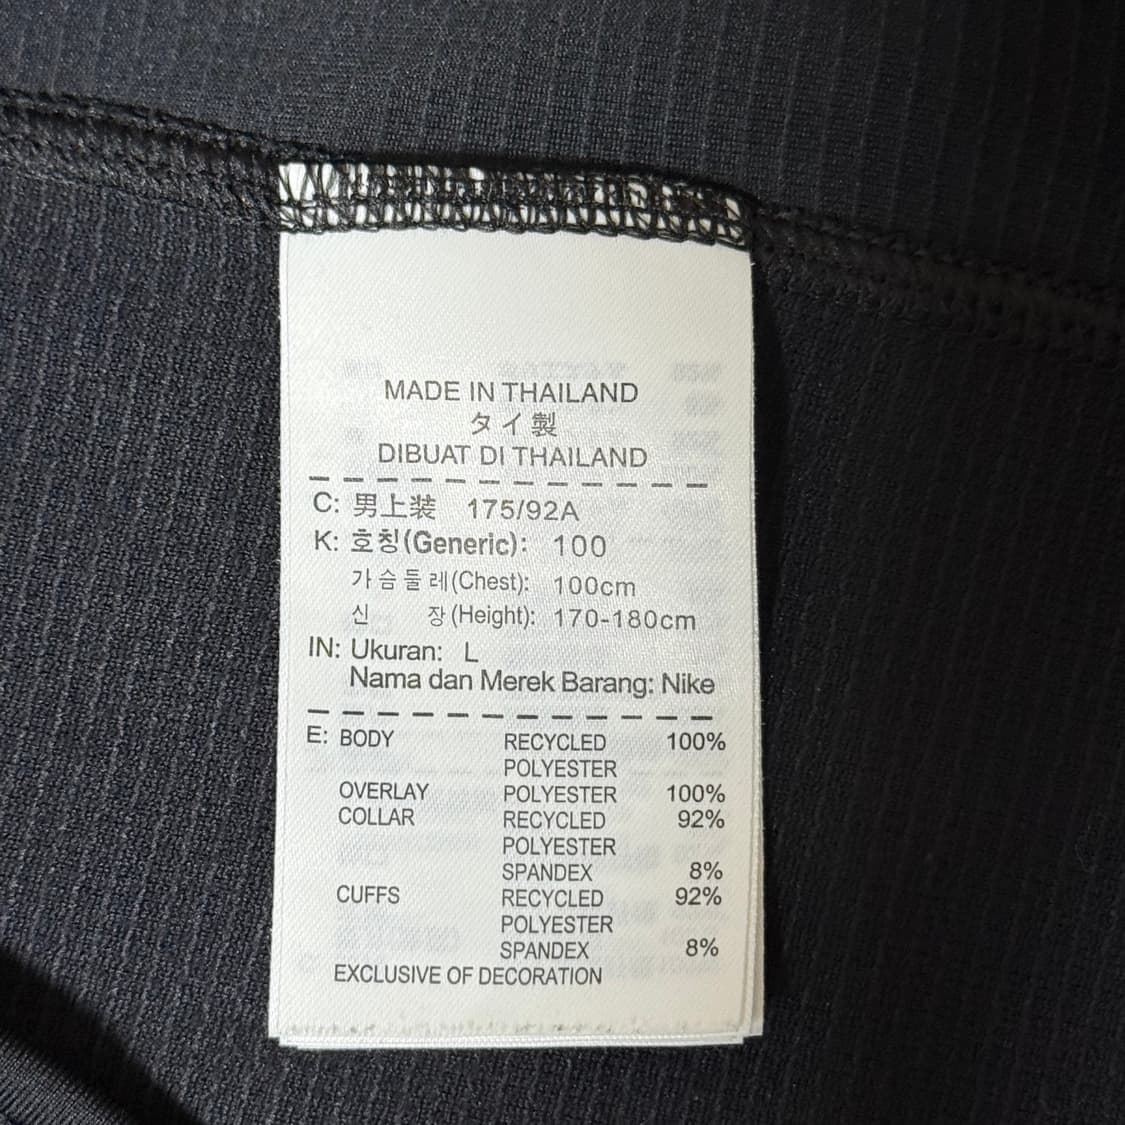 MADE IN THAILAND
タイ製
DIBUAT DI THAILAND
C: 男上装 175/92A
K: 호칭(Generic): 100
가슴둘레(Chest): 100cm
신 장(Height): 170-180cm
IN: Ukuran: L
Nama dan Merek Barang: Nike
E: BODY RECYCLED 100%
POLYESTER
OVERLAY POLYESTER 100%
COLLAR RECYCLED 92%
POLYESTER
SPANDEX 8%
CUFFS RECYCLED 92%
POLYESTER
SPANDEX 8%
EXCLUSIVE OF DECORATION